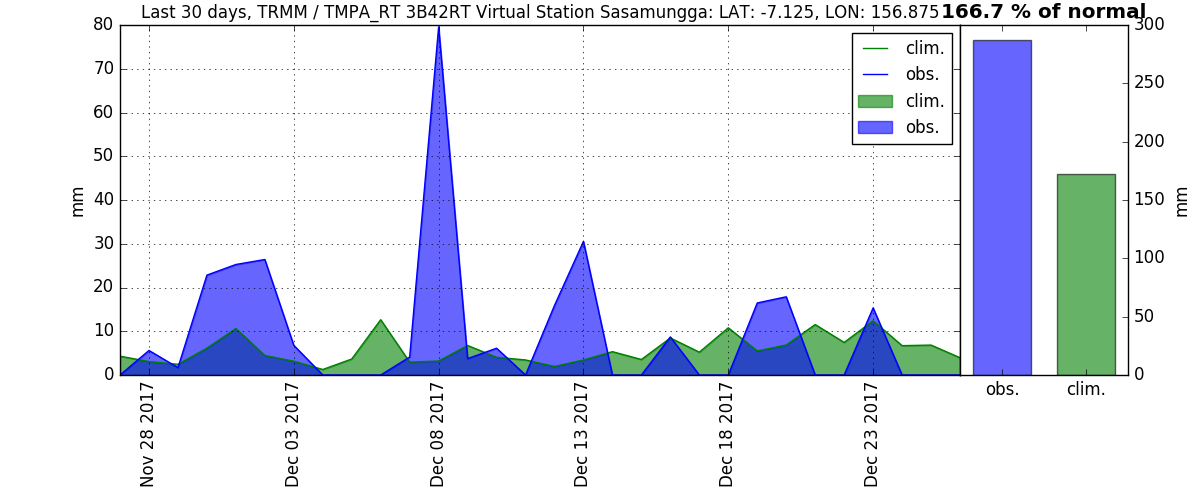 Last 30 days, TRMM / TMPA_RT 3B42RT Virtual Station Sasamungga: LAT: -7.125, LON: 156.875
166.7 % of normal
80
70
60
50
40
30
20
10
0
mm
clim.
obs.
clim.
obs.
Nov 28 2017
Dec 03 2017
Dec 08 2017
Dec 13 2017
Dec 18 2017
Dec 23 2017
300
250
200
150
100
50
0
mm
obs.
clim.